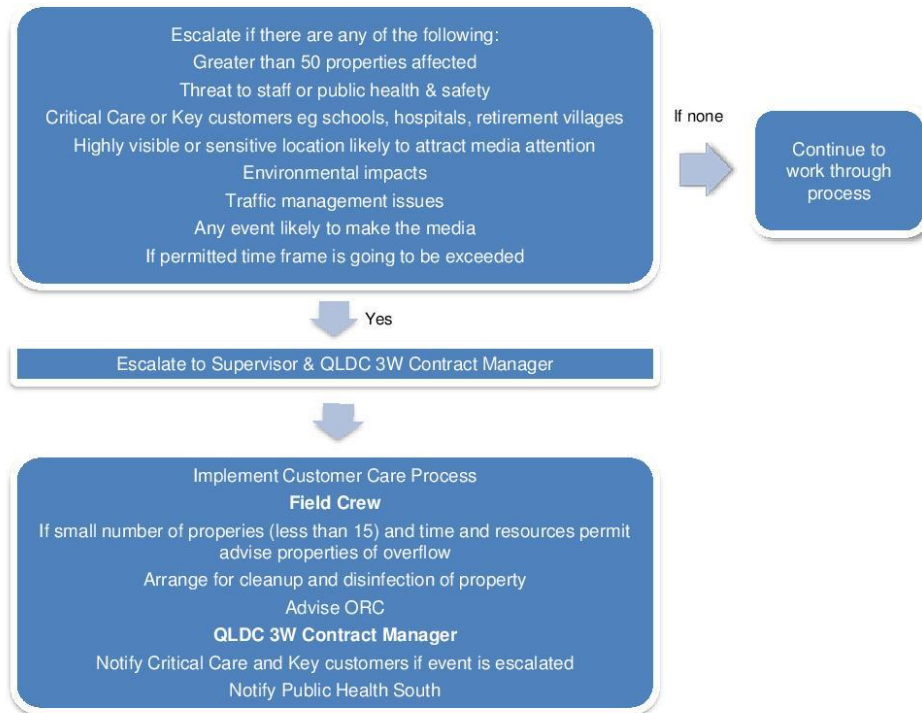 Escalate if there are any of the following:
Greater than 50 properties affected
Threat to staff or public health & safety
Critical Care or Key customers eg schools, hospitals, retirement villages
Highly visible or sensitive location likely to attract media attention
Environmental impacts
Traffic management issues
Any event likely to make the media
If permitted time frame is going to be exceeded
If none
Continue to
work through
process
Yes
Escalate to Supervisor & QLDC 3W Contract Manager
Implement Customer Care Process
Field Crew
If small number of properies (less than 15) and time and resources permit
advise properties of overflow
Arrange for cleanup and disinfection of property
Advise ORC
QLDC 3W Contract Manager
Notify Critical Care and Key customers if event is escalated
Notify Public Health South